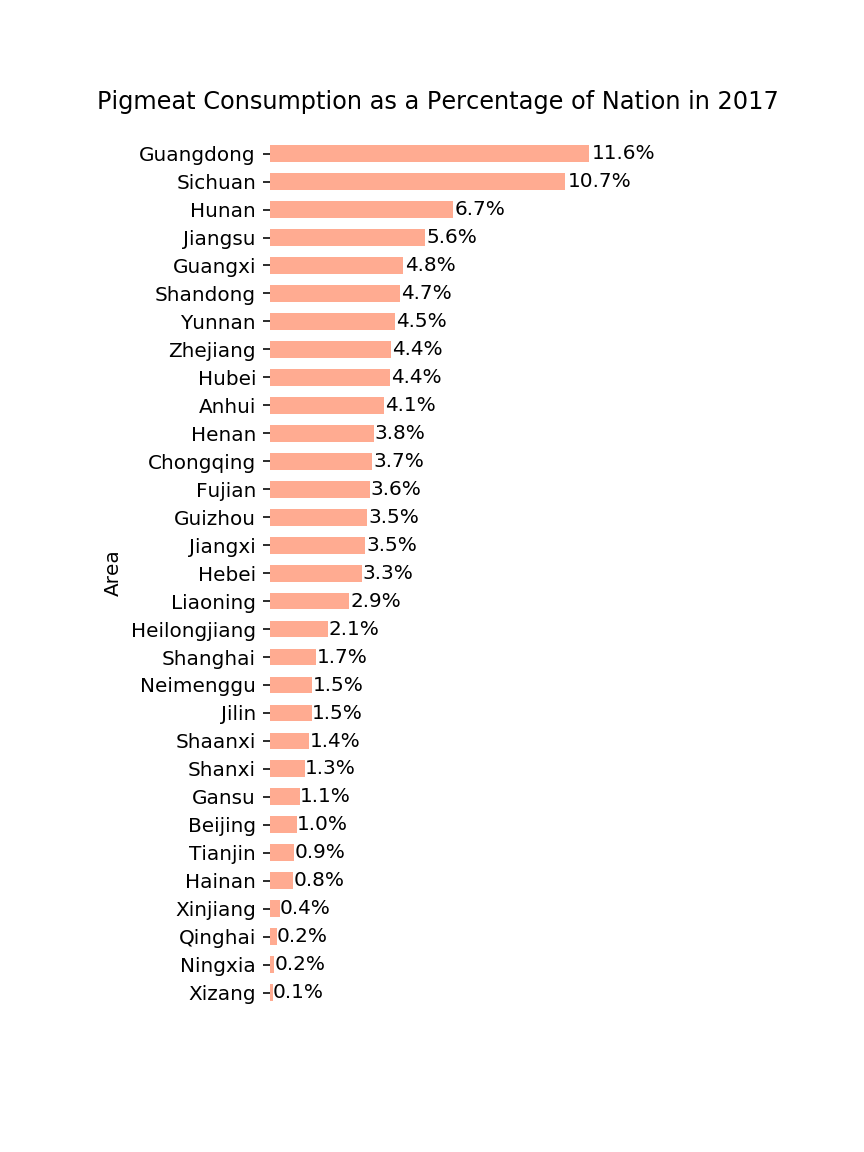 Pigmeat Consumption as a Percentage of Nation in 2017
Guangdong 11.6%
Sichuan 10.7%
Hunan 6.7%
Jiangsu 5.6%
Guangxi 4.8%
Shandong 4.7%
Yunnan 4.5%
Zhejiang 4.4%
Hubei 4.4%
Anhui 4.1%
Henan 3.8%
Chongqing 3.7%
Fujian 3.6%
Guizhou 3.5%
Jiangxi 3.5%
Hebei 3.3%
Liaoning 2.9%
Heilongjiang 2.1%
Shanghai 1.7%
Neimenggu 1.5%
Jilin 1.5%
Shaanxi 1.4%
Shanxi 1.3%
Gansu 1.1%
Beijing 1.0%
Tianjin 0.9%
Hainan 0.8%
Xinjiang 0.4%
Qinghai 0.2%
Ningxia 0.2%
Xizang 0.1%
Area